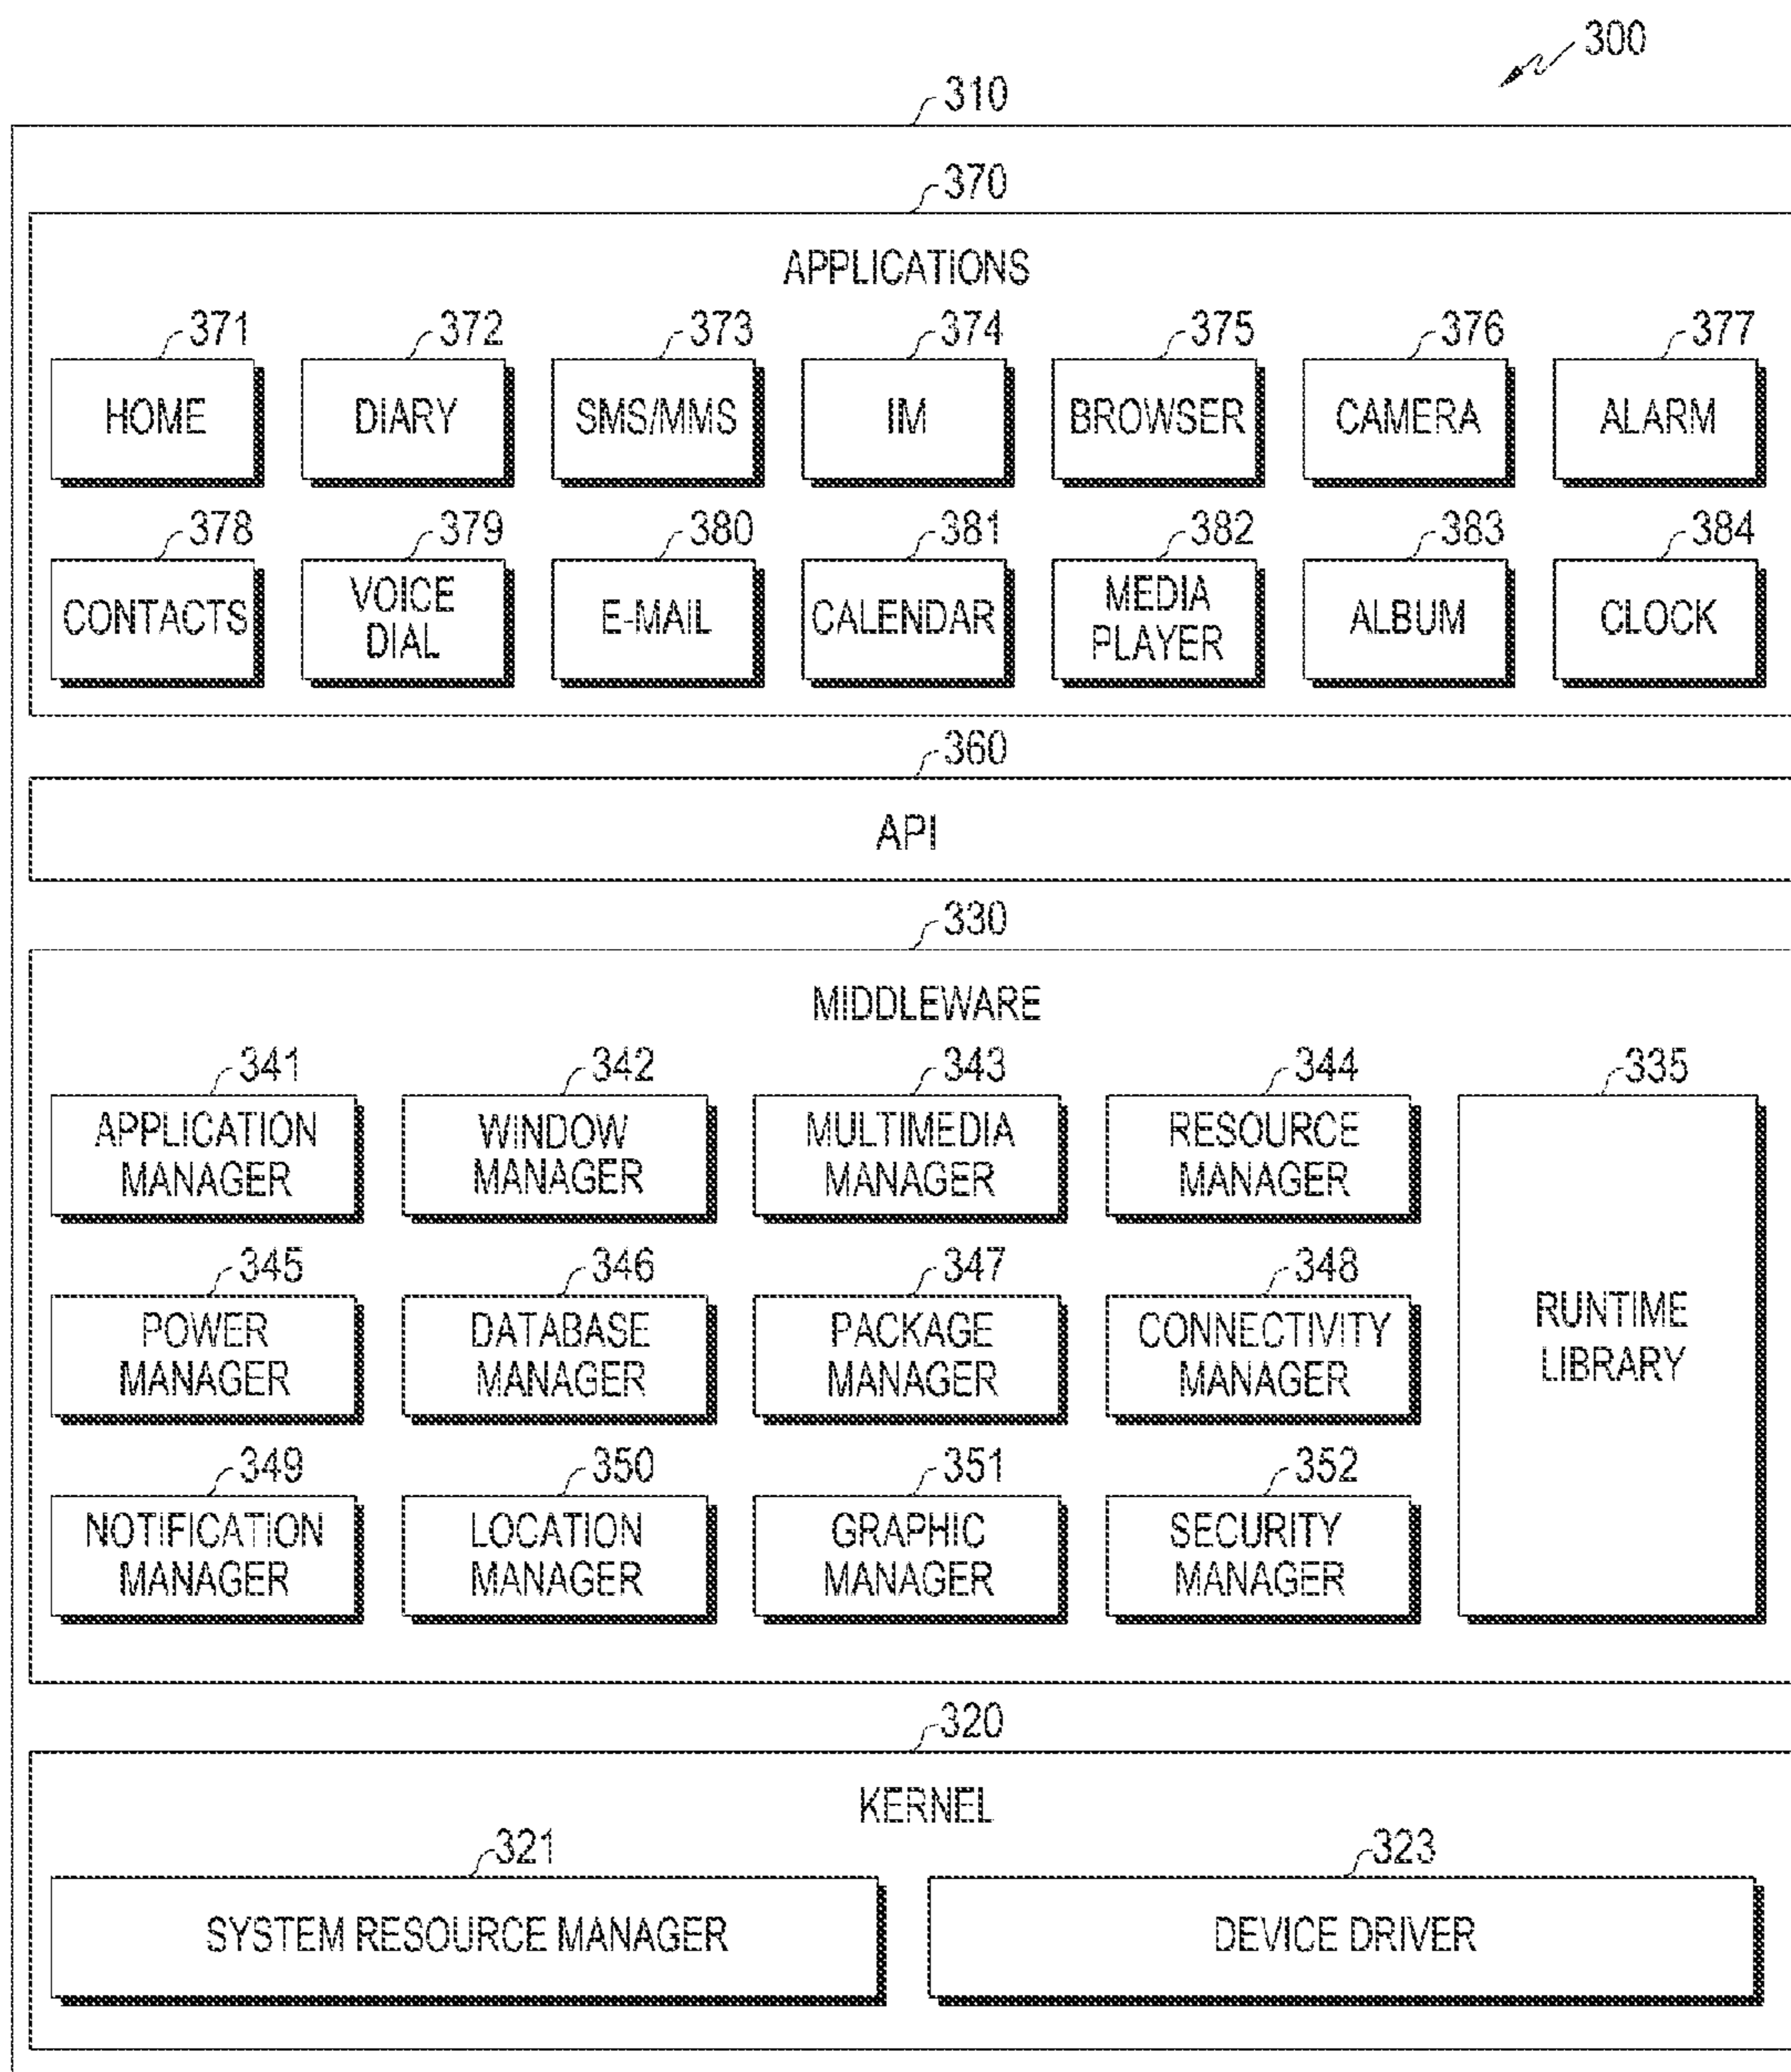 300
310
370
APPLICATIONS
371 372 373 374 375 376 377
HOME DIARY SMS/MMS IM BROWSER CAMERA ALARM
378 379 380 381 382 383 384
CONTACTS VOICE DIAL E-MAIL CALENDAR MEDIA PLAYER ALBUM CLOCK
360
API
330
MIDDLEWARE
341 342 343 344 335
APPLICATION MANAGER WINDOW MANAGER MULTIMEDIA MANAGER RESOURCE MANAGER
345 346 347 348
POWER MANAGER DATABASE MANAGER PACKAGE MANAGER CONNECTIVITY MANAGER RUNTIME LIBRARY
349 350 351 352
NOTIFICATION MANAGER LOCATION MANAGER GRAPHIC MANAGER SECURITY MANAGER
320
KERNEL
321 323
SYSTEM RESOURCE MANAGER DEVICE DRIVER